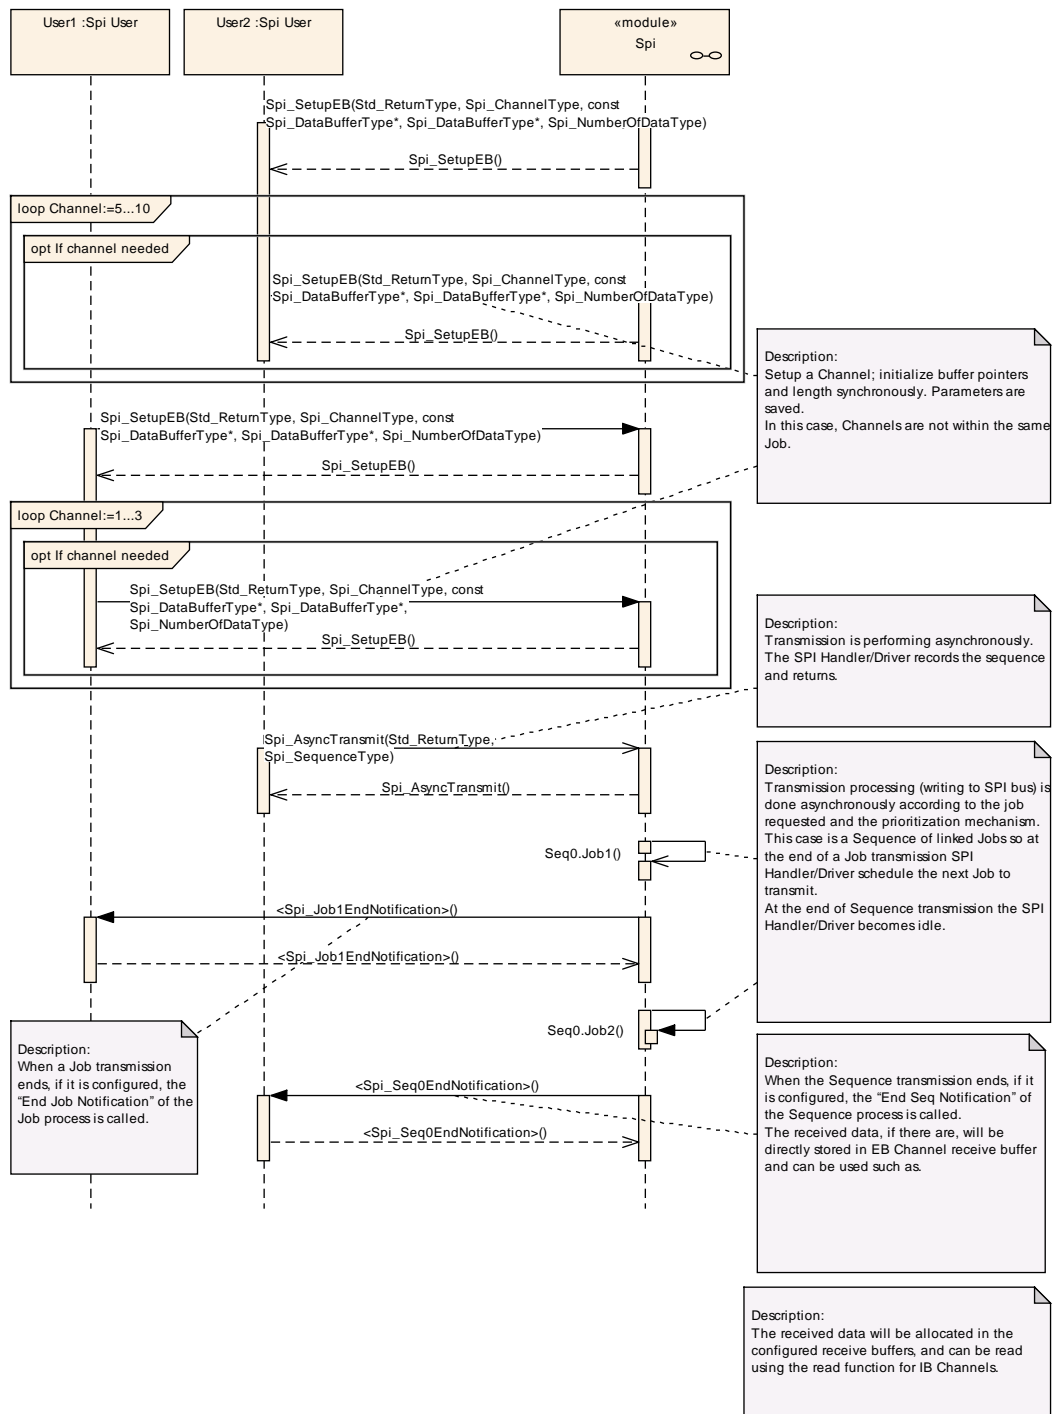 User1 :Spi User
User2 :Spi User
«module»
Spi
Spi_SetupEB(Std_ReturnType, Spi_ChannelType, const
Spi_DataBufferType*, Spi_DataBufferType*, Spi_NumberOfDataType)
Spi_SetupEB()
loop Channel:=5...10
opt If channel needed
Spi_SetupEB(Std_ReturnType, Spi_ChannelType, const
Spi_DataBufferType*, Spi_DataBufferType*, Spi_NumberOfDataType)
Spi_SetupEB()
Description:
Setup a Channel; initialize buffer pointers
and length synchronously. Parameters are
saved.
In this case, Channels are not within the same
Job.
Spi_SetupEB(Std_ReturnType, Spi_ChannelType, const
Spi_DataBufferType*, Spi_DataBufferType*, Spi_NumberOfDataType)
Spi_SetupEB()
loop Channel:=1...3
opt If channel needed
Spi_SetupEB(Std_ReturnType, Spi_ChannelType, const
Spi_DataBufferType*, Spi_DataBufferType*,
Spi_NumberOfDataType)
Spi_SetupEB()
Description:
Transmission is performing asynchronously.
The SPI Handler/Driver records the sequence
and returns.
Spi_AsyncTransmit(Std_ReturnType,
Spi_SequenceType)
Spi_AsyncTransmit()
Description:
Transmission processing (writing to SPI bus) is
done asynchronously according to the job
requested and the prioritization mechanism.
This case is a Sequence of linked Jobs so at
the end of a Job transmission SPI
Handler/Driver schedule the next Job to
transmit.
At the end of Sequence transmission the SPI
Handler/Driver becomes idle.
Seq0.Job1()
<Spi_Job1EndNotification>()
<Spi_Job1EndNotification>()
Seq0.Job2()
Description:
When a Job transmission
ends, if it is configured, the
“End Job Notification” of the
Job process is called.
<Spi_Seq0EndNotification>()
<Spi_Seq0EndNotification>()
Description:
When the Sequence transmission ends, if it
is configured, the “End Seq Notification” of
the Sequence process is called.
The received data, if there are, will be
directly stored in EB Channel receive buffer
and can be used such as.
Description:
The received data will be allocated in the
configured receive buffers, and can be read
using the read function for IB Channels.